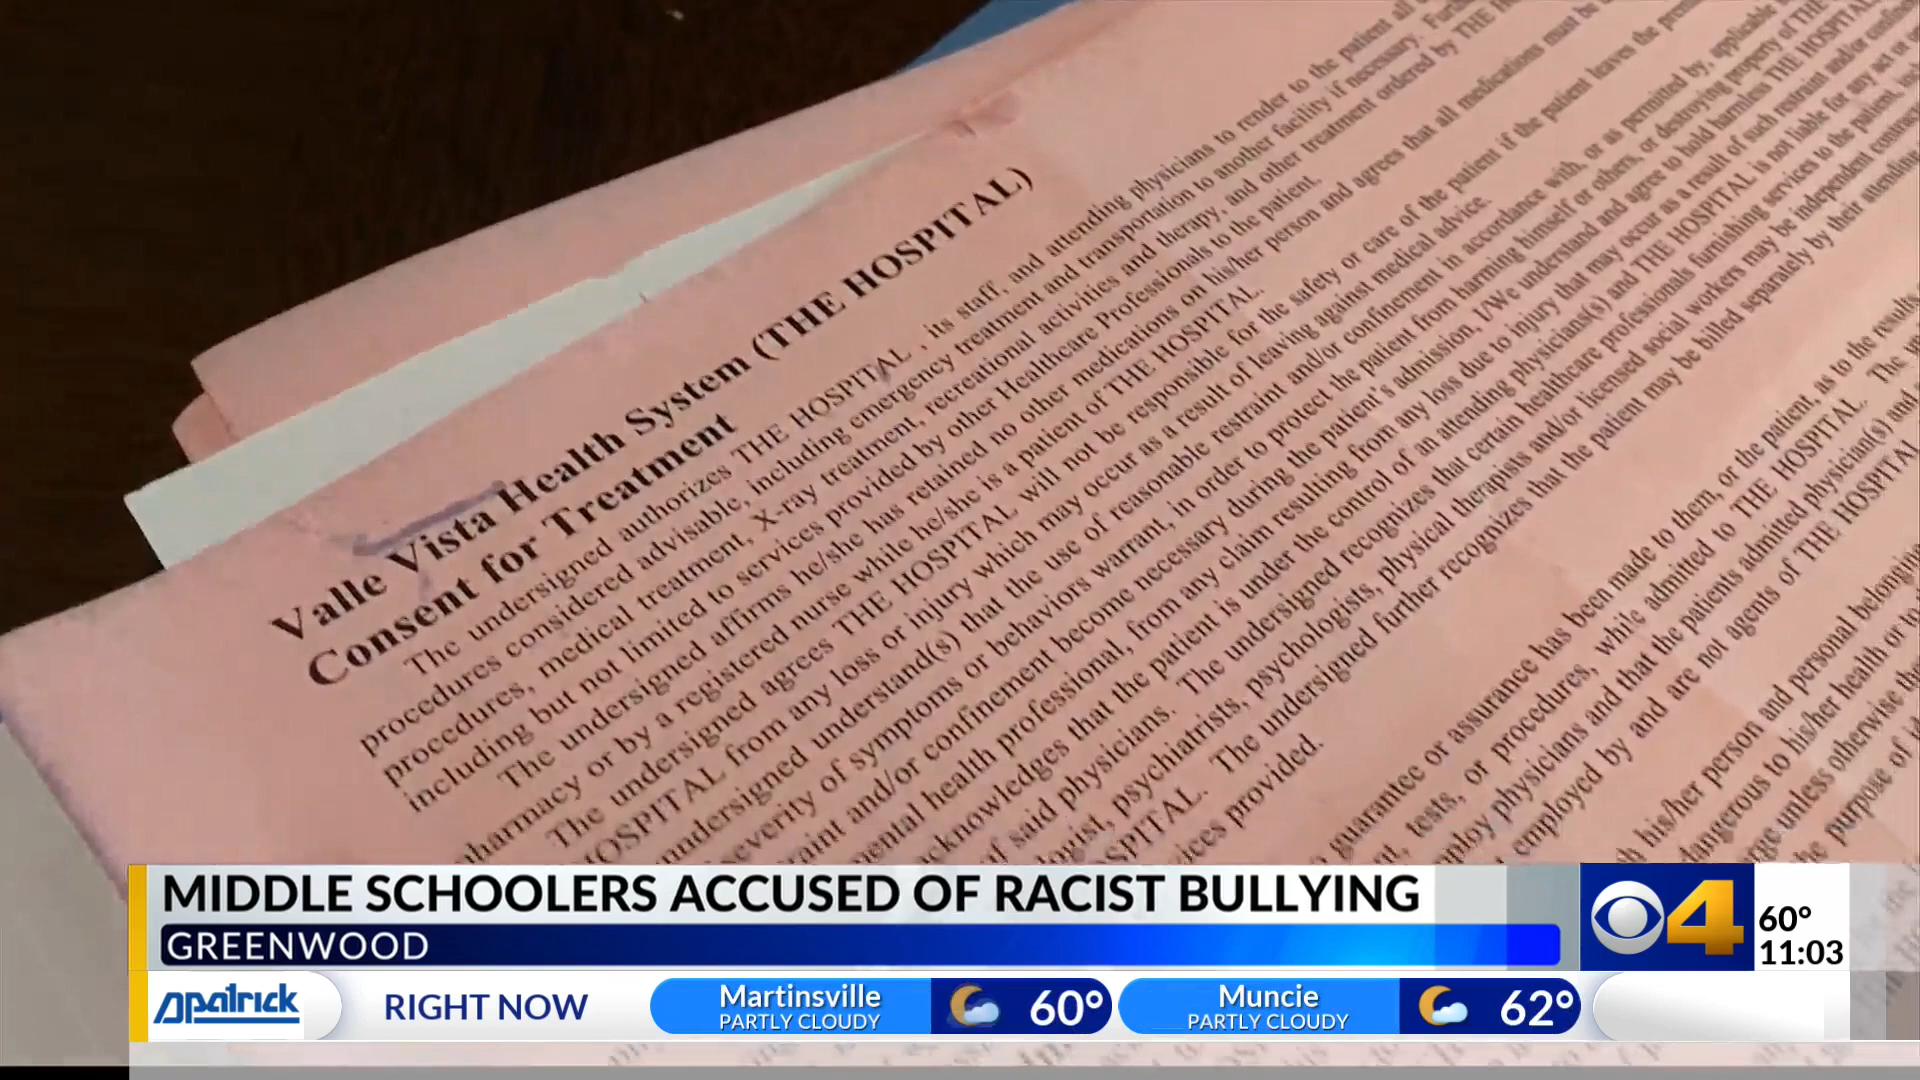 Valle Vista Health System (THE HOSPITAL)
Consent for Treatment
The undersigned authorizes THE HOSPITAL, its staff, and attending physicians to render to the patient all
procedures considered advisable, including emergency treatment and transportation to another facility if necessary.
procedures, medical treatment, X-ray treatment, recreational activities and therapy, and other treatment ordered by THE
including but not limited to services provided by other Healthcare Professionals to the patient.
The undersigned affirms he/she has retained no other medications on his/her person and agrees that all medications must be
pharmacy or by a registered nurse while he/she is a patient of THE HOSPITAL.
The undersigned agrees THE HOSPITAL will not be responsible for the safety or care of the patient if the patient leaves the
HOSPITAL from any loss or injury which may occur as a result of leaving against medical advice.
undersigned understand(s) that the use of reasonable restraint and/or confinement in accordance with, or as permitted by, applicable
severity of symptoms or behaviors warrant, in order to protect the patient from harming himself or others, or destroying property of THE
and/or confinement become necessary during the patient's admission, I/We understand and agree to hold harmless THE HOSPITAL
mental health professional, from any claim resulting from any loss due to injury that may occur as a result of such restraint and/or
acknowledges that the patient is under the control of an attending physicians(s) and THE HOSPITAL is not liable for any act or
of said physicians. The undersigned recognizes that certain healthcare professionals furnishing services to the patient,
psychiatrists, psychologists, physical therapists and/or licensed social workers may be independent
The undersigned further recognizes that the patient may be billed separately by their
provided.
guarantee or assurance has been made to them, or the patient, as to the results
tests, or procedures, while admitted to THE HOSPITAL. The
physicians and that the patients admitted physician(s) and
employed by and are not agents of THE HOSPITAL
his/her person and personal
dangerous to his/her health or
unless otherwise
purpose of
MIDDLE SCHOOLERS ACCUSED OF RACIST BULLYING
GREENWOOD
4
60°
11:03
patrick
RIGHT NOW
Martinsville
PARTLY CLOUDY
60°
Muncie
PARTLY CLOUDY
62°